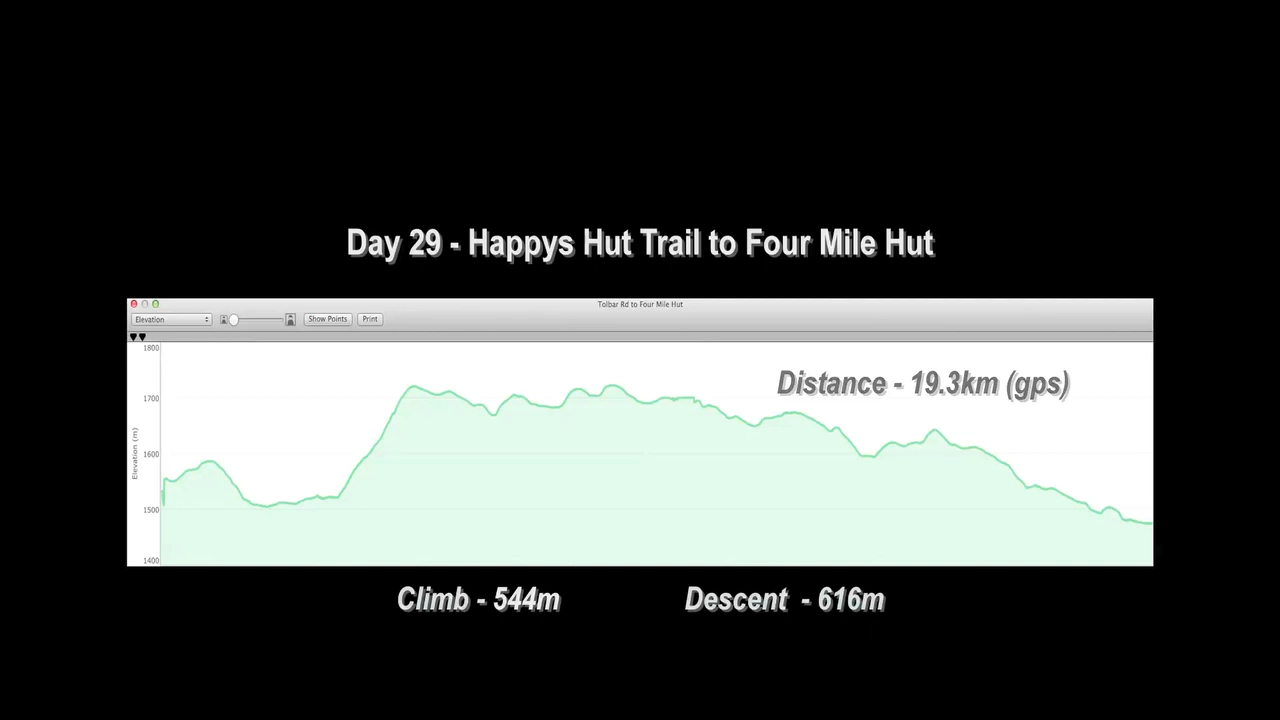 Day 29 - Happys Hut Trail to Four Mile Hut
Tolbar Rd to Four Mile Hut
Elevation
Show Points
Print
1800
Distance - 19.3km (gps)
1700
Elevation (m)
1600
1500
1400
Climb - 544m
Descent - 616m